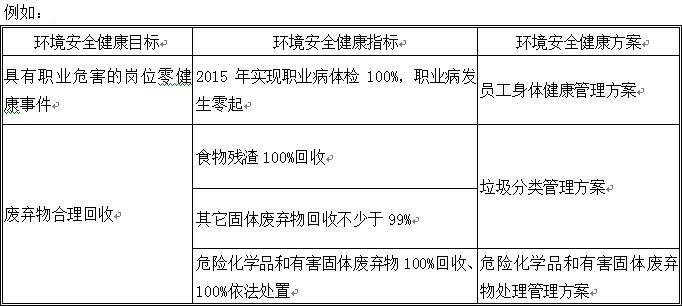 例如：
环境安全健康目标 环境安全健康指标 环境安全健康方案
具有职业危害的岗位零健
康事件
2015 年实现职业病体检 100%，职业病发
生零起
员工身体健康管理方案
废弃物合理回收
食物残渣 100%回收
其它固体废弃物回收不少于 99%
垃圾分类管理方案
危险化学品和有害固体废弃物 100%回收、
100%依法处置
危险化学品和有害固体废弃
物处理管理方案